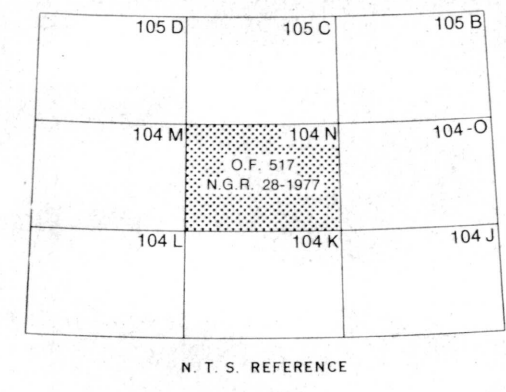 105 D 105 C 105 B
104 M 104 N 104-O
O.F. 517
N.G.R. 28-1977
104 L 104 K 104 J
N. T. S. REFERENCE